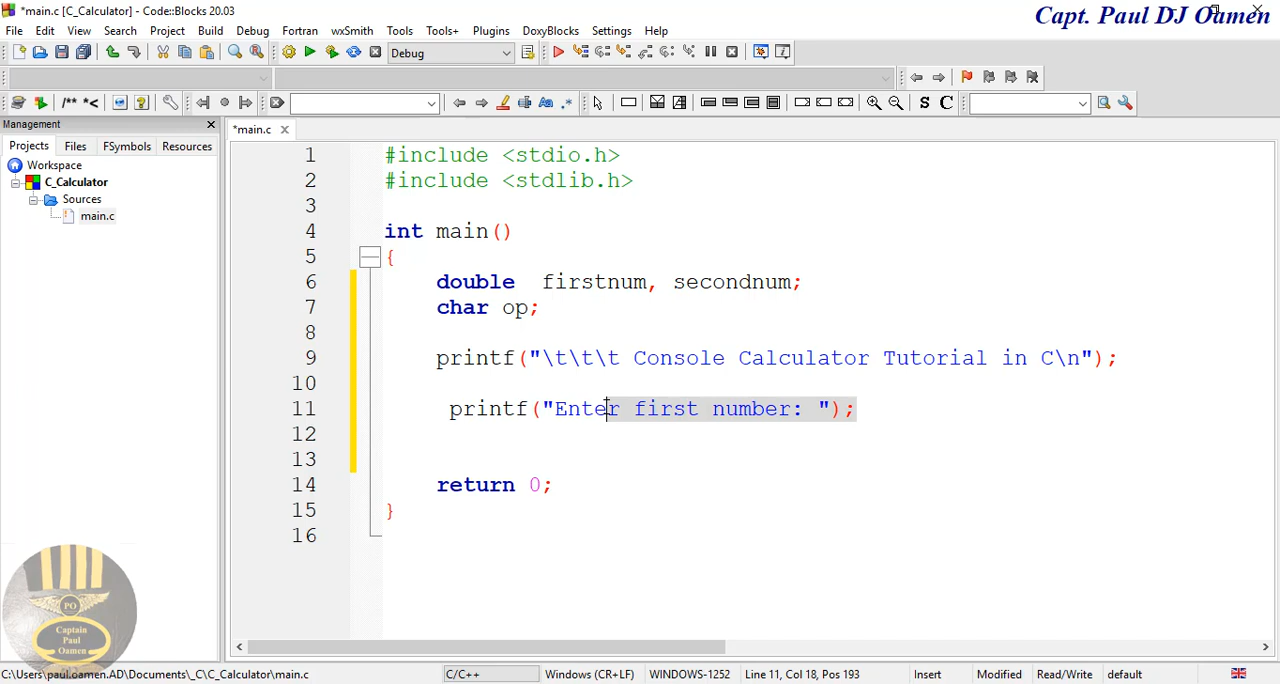 *main.c [C_Calculator] - Code::Blocks 20.03
Capt. Paul DJ Oamen
File Edit View Search Project Build Debug Fortran wxSmith Tools Tools+ Plugins DoxyBlocks Settings Help
Debug
/** *<
S C
Management
Projects Files FSymbols Resources
Workspace
C_Calculator
Sources
main.c
*main.c
1 #include <stdio.h>
2 #include <stdlib.h>
3
4 int main()
5 {
6 double  firstnum, secondnum;
7 char op;
8
9 printf("\t\t\t Console Calculator Tutorial in C\n");
10
11 printf("Enter first number: ");
12
13
14 return 0;
15 }
16
PO
Captain
Paul
Oamen
C:\Users\paul.oamen.AD\Documents\_C\C_Calculator\main.c C/C++ Windows (CR+LF) WINDOWS-1252 Line 11, Col 18, Pos 193 Insert Modified Read/Write default